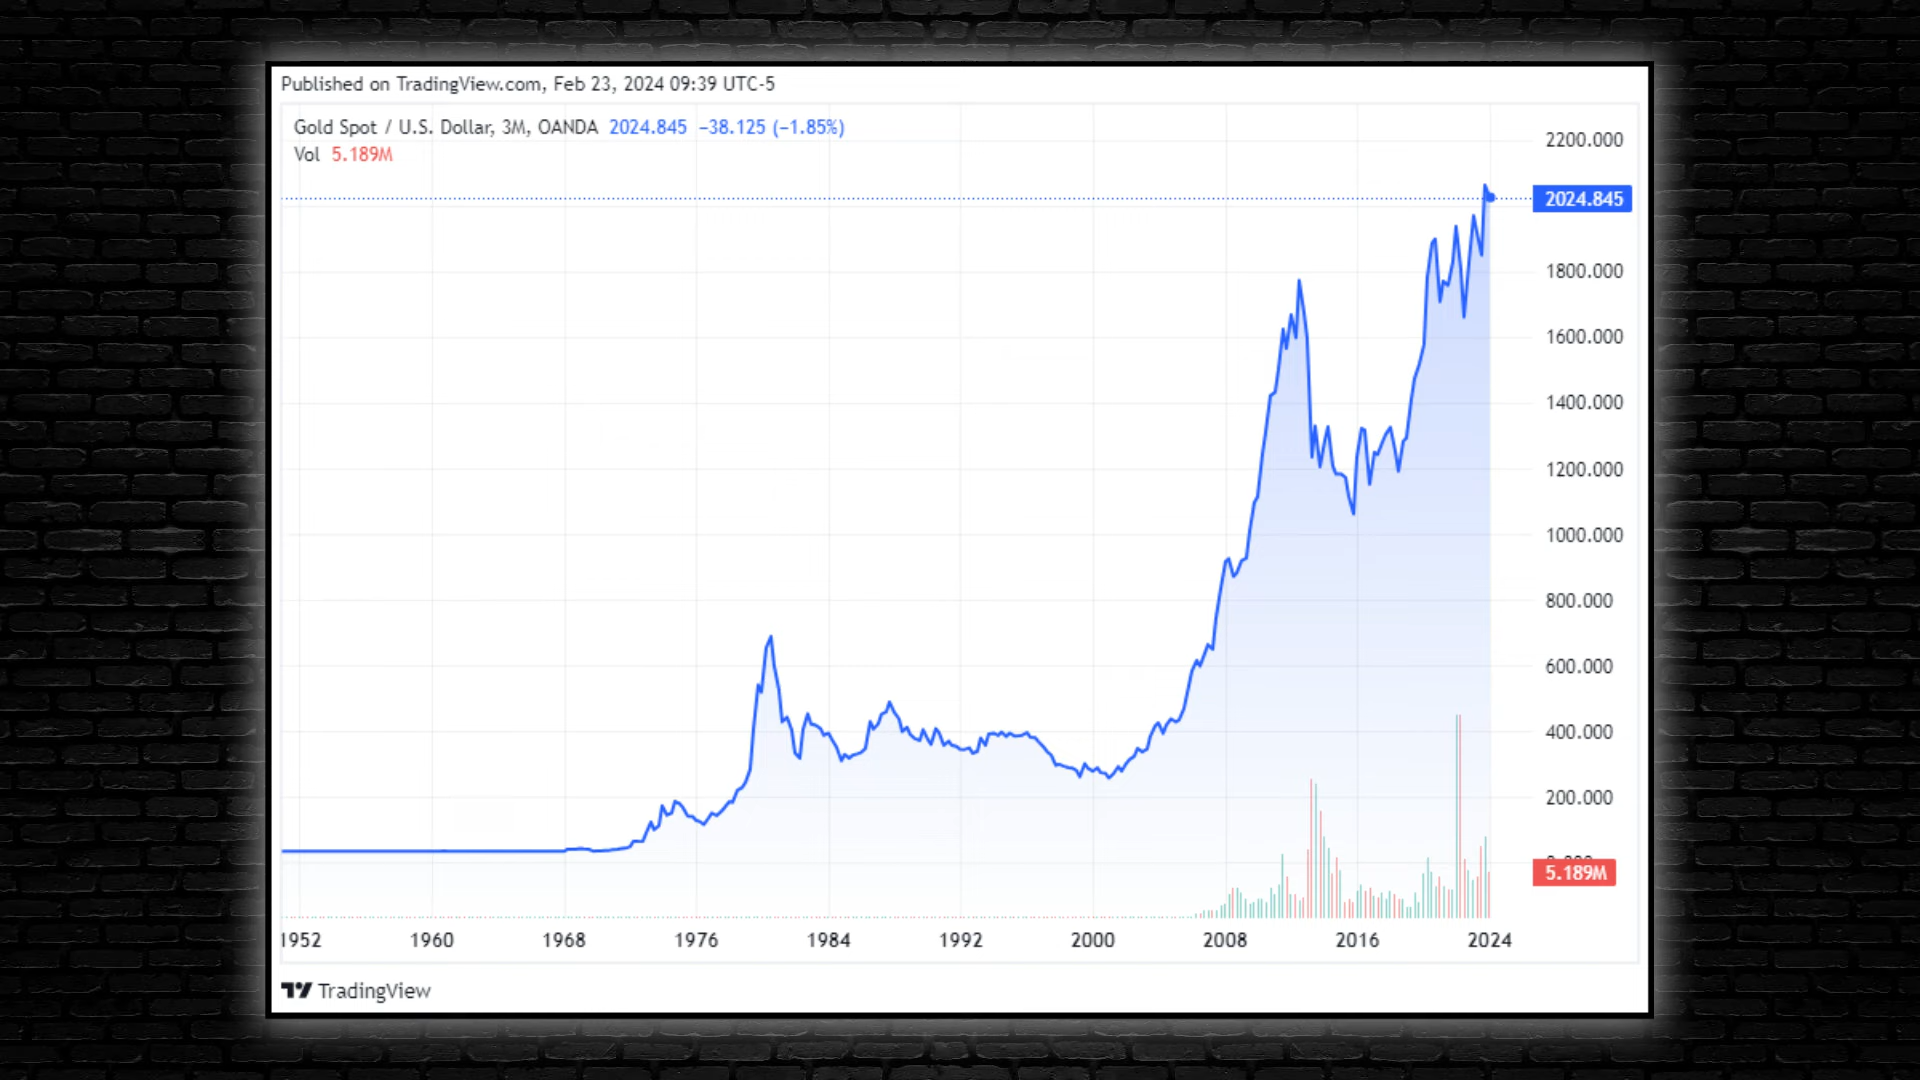 Published on TradingView.com, Feb 23, 2024 09:39 UTC-5
Gold Spot / U.S. Dollar, 3M, OANDA 2024.845 −38.125 (−1.85%)
Vol 5.189M
2200.000
2024.845
1800.000
1600.000
1400.000
1200.000
1000.000
800.000
600.000
400.000
200.000
5.189M
1952 1960 1968 1976 1984 1992 2000 2008 2016 2024
TradingView